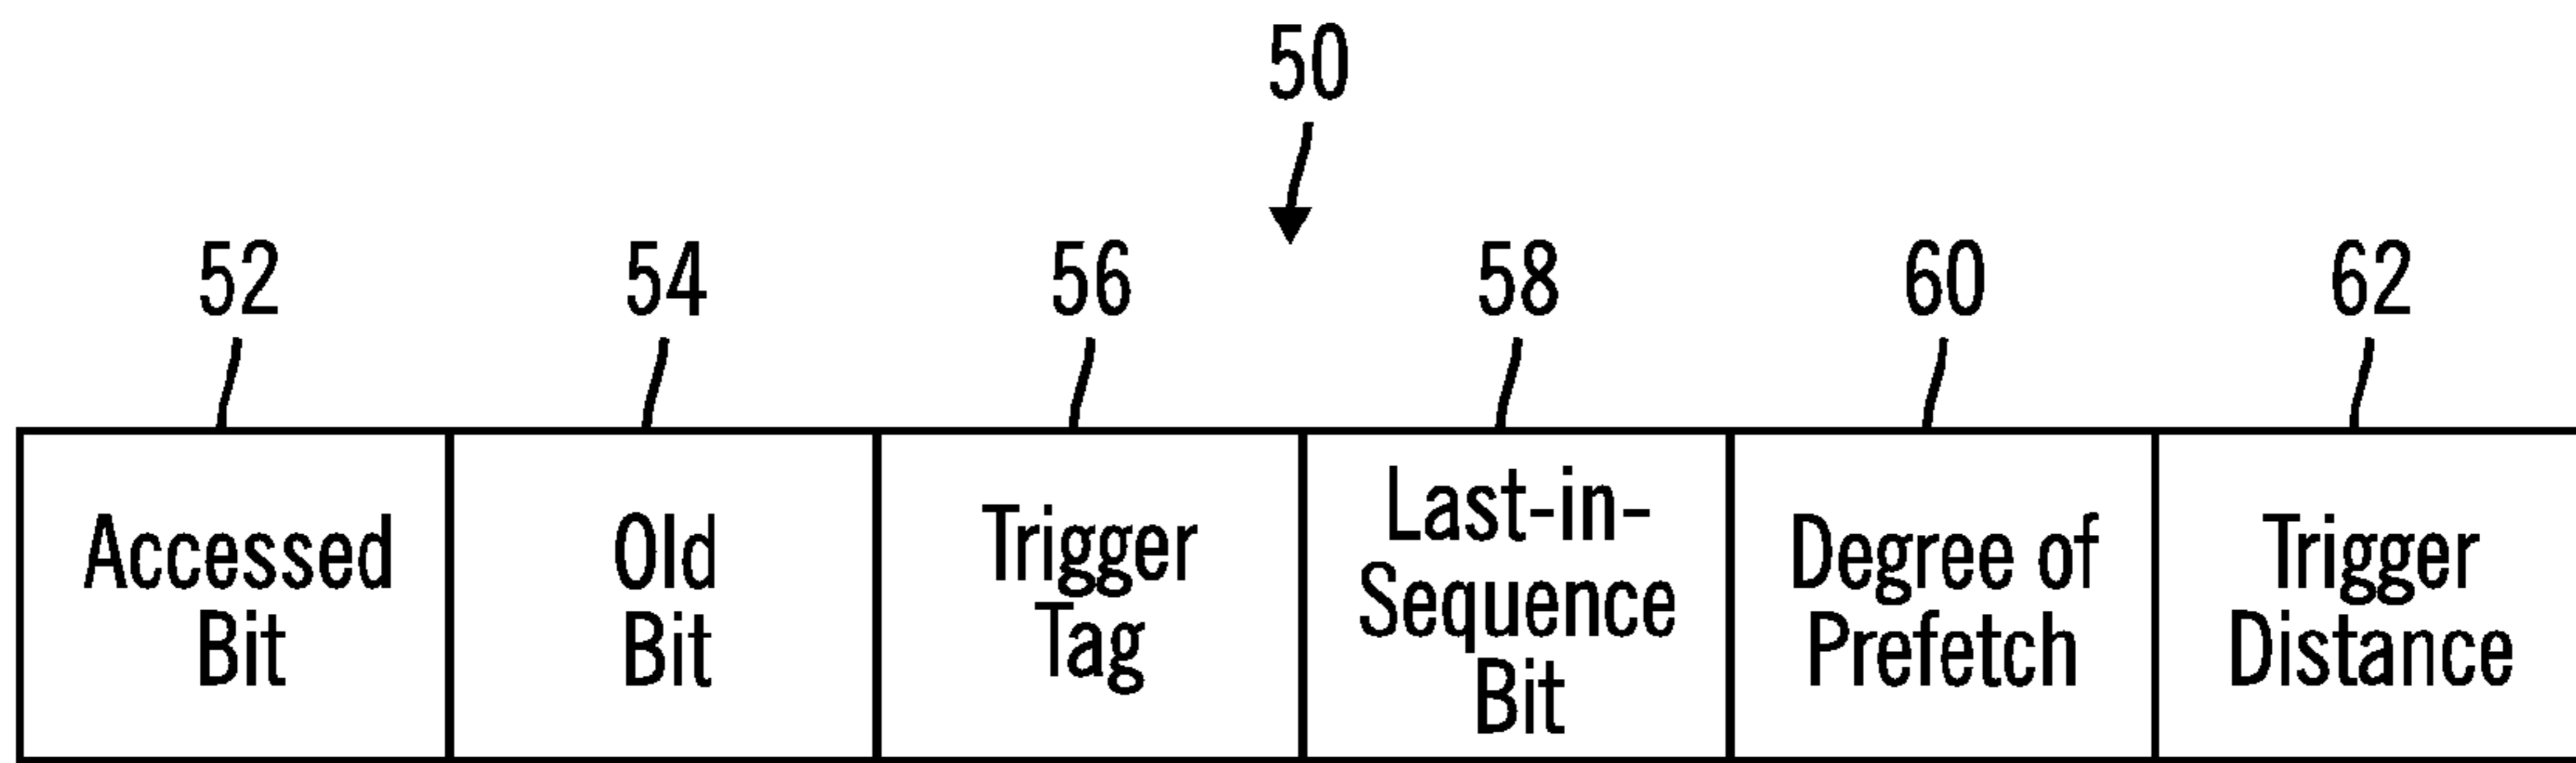 50
52 54 56 58 60 62
Accessed
Bit
Old
Bit
Trigger
Tag
Last-in-
Sequence
Bit
Degree of
Prefetch
Trigger
Distance